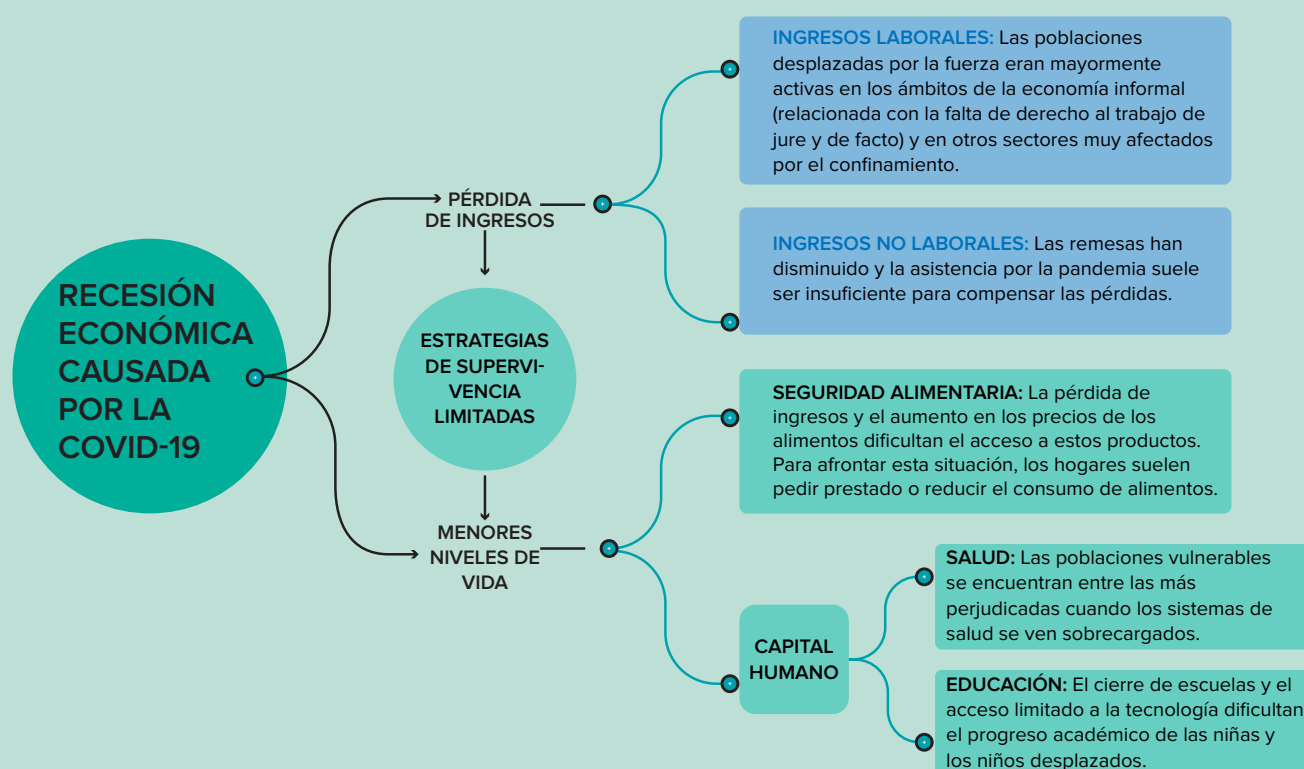 RECESIÓN
ECONÓMICA
CAUSADA
POR LA
COVID-19
PÉRDIDA
DE INGRESOS
INGRESOS LABORALES: Las poblaciones
desplazadas por la fuerza eran mayormente
activas en los ámbitos de la economía informal
(relacionada con la falta de derecho al trabajo de
jure y de facto) y en otros sectores muy afectados
por el confinamiento.
INGRESOS NO LABORALES: Las remesas han
disminuido y la asistencia por la pandemia suele
ser insuficiente para compensar las pérdidas.
ESTRATEGIAS
DE SUPERVI-
VENCIA
LIMITADAS
MENORES
NIVELES DE
VIDA
SEGURIDAD ALIMENTARIA: La pérdida de
ingresos y el aumento en los precios de los
alimentos dificultan el acceso a estos productos.
Para afrontar esta situación, los hogares suelen
pedir prestado o reducir el consumo de alimentos.
CAPITAL
HUMANO
SALUD: Las poblaciones vulnerables
se encuentran entre las más
perjudicadas cuando los sistemas de
salud se ven sobrecargados.
EDUCACIÓN: El cierre de escuelas y el
acceso limitado a la tecnología dificultan
el progreso académico de las niñas y
los niños desplazados.